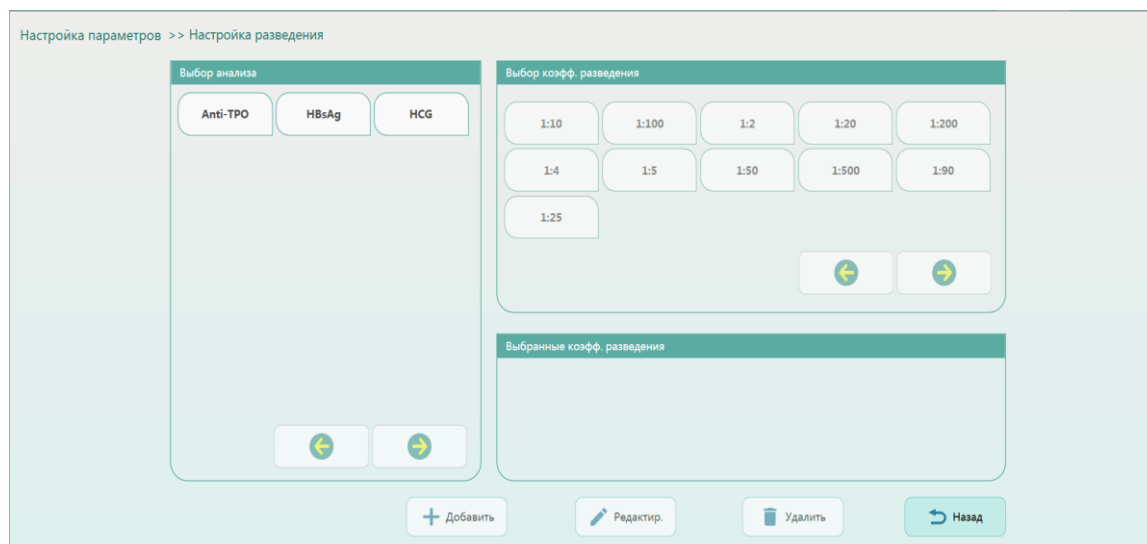 Настройка параметров >> Настройка разведения
Выбор анализа
Anti-TPO HBsAg HCG
Выбор коэфф. разведения
1:10 1:100 1:2 1:20 1:200
1:4 1:5 1:50 1:500 1:90
1:25
Выбранные коэфф. разведения
Добавить Редактир. Удалить Назад